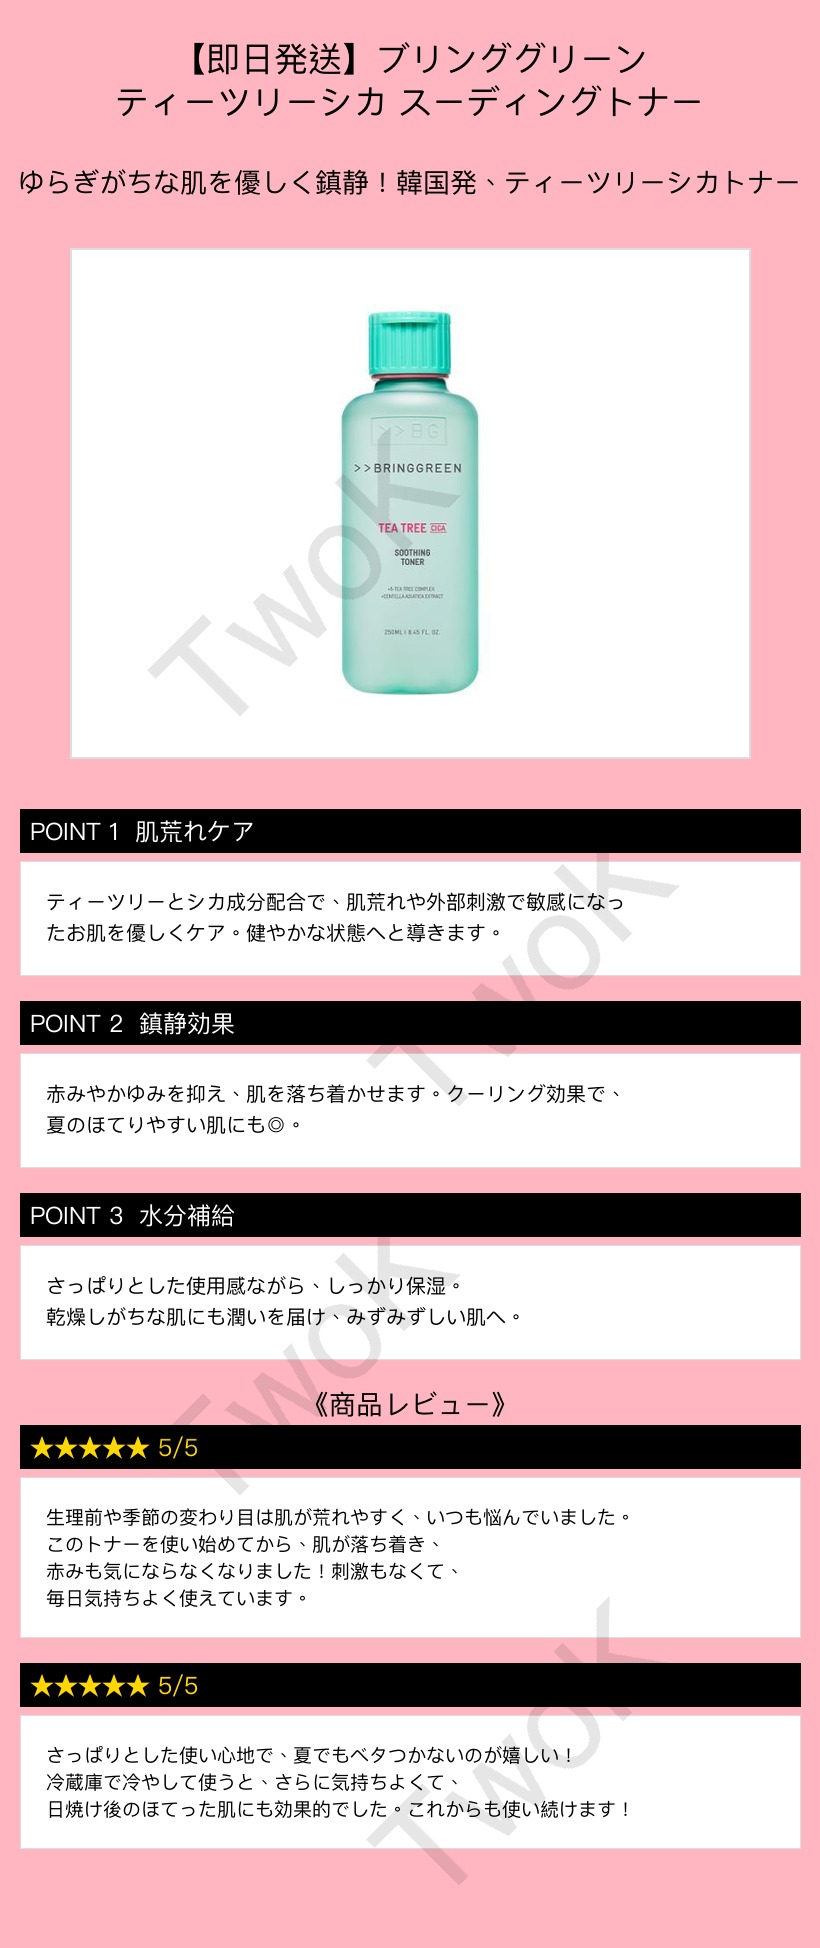 【即日発送】ブリンググリーン
ティーツリーシカ スーディングトナー
ゆらぎがちな肌を優しく鎮静！韓国発、ティーツリーシカトナー
>>BG
>>BRINGGREEN
TEA TREE CICA
SOOTHING
TONER
+5-TEA TREE COMPLEX
+CENTELLA ASIATICA EXTRACT
250ML I 8.45 FL. OZ.
TwoK
POINT 1 肌荒れケア
ティーツリーとシカ成分配合で、肌荒れや外部刺激で敏感になっ
たお肌を優しくケア。健やかな状態へと導きます。
TwoK
POINT 2 鎮静効果
赤みやかゆみを抑え、肌を落ち着かせます。クーリング効果で、
夏のほてりやすい肌にも◎。
POINT 3 水分補給
さっぱりとした使用感ながら、しっかり保湿。
乾燥しがちな肌にも潤いを届け、みずみずしい肌へ。
TwoK
《商品レビュー》
★★★★★ 5/5
生理前や季節の変わり目は肌が荒れやすく、いつも悩んでいました。
このトナーを使い始めてから、肌が落ち着き、
赤みも気にならなくなりました！刺激もなくて、
毎日気持ちよく使えています。
★★★★★ 5/5
さっぱりとした使い心地で、夏でもベタつかないのが嬉しい！
冷蔵庫で冷やして使うと、さらに気持ちよくて、
日焼け後のほてった肌にも効果的でした。これからも使い続けます！
TwoK